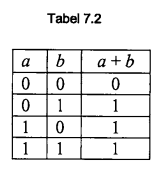 Tabel 7.2
a b a + b
0 0 0
0 1 1
1 0 1
1 1 1